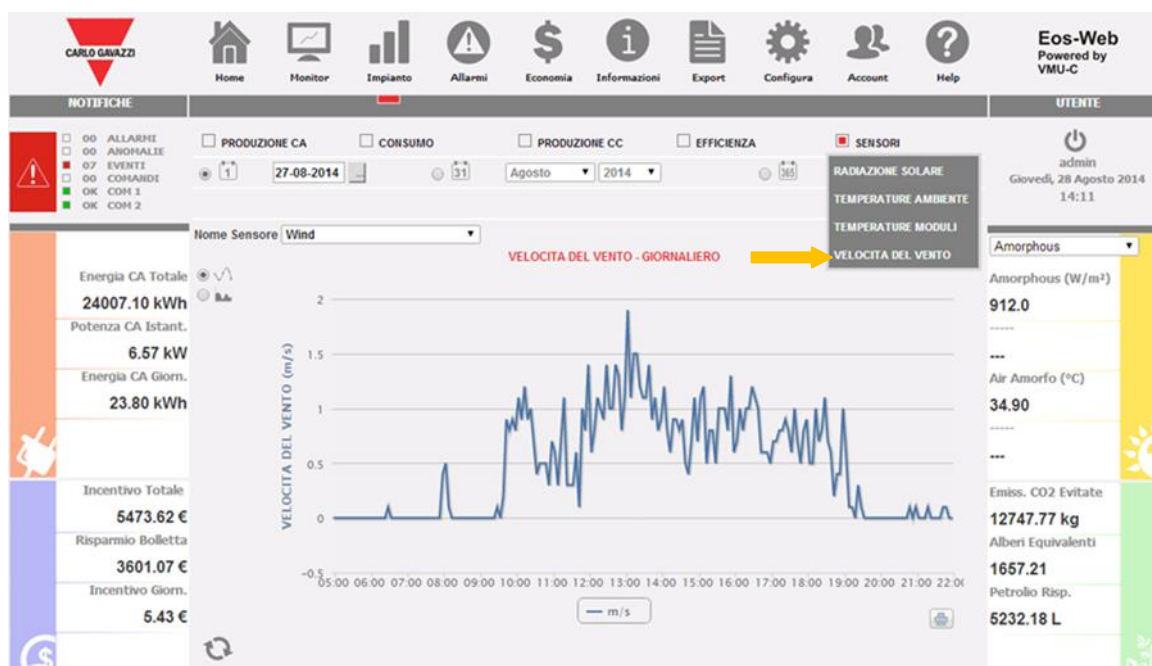 CARLO GAVAZZI
Home
Monitor
Impianto
Allarmi
Economia
Informazioni
Export
Configura
Account
Help
Eos-Web
Powered by
VMU-C
NOTIFICHE
UTENTE
00 ALLARMI
00 ANOMALIE
07 EVENTI
00 COMANDI
OK COM 1
OK COM 2
PRODUZIONE CA
CONSUMO
PRODUZIONE CC
EFFICIENZA
SENSORI
1
27-08-2014
...
31
Agosto
2014
365
RADIAZIONE SOLARE
TEMPERATURE AMBIENTE
TEMPERATURE MODULI
VELOCITA DEL VENTO
admin
Giovedì, 28 Agosto 2014
14:11
Nome Sensore Wind
VELOCITA DEL VENTO - GIORNALIERO
Energia CA Totale
24007.10 kWh
Potenza CA Istant.
6.57 kW
Energia CA Giorn.
23.80 kWh
Incentivo Totale
5473.62 €
Risparmio Bolletta
3601.07 €
Incentivo Giorn.
5.43 €
$
VELOCITA DEL VENTO (m/s)
2
1.5
1
0.5
0
-0.5
05:00 06:00 07:00 08:00 09:00 10:00 11:00 12:00 13:00 14:00 15:00 16:00 17:00 18:00 19:00 20:00 21:00 22:00
m/s
Amorphous
Amorphous (W/m²)
912.0
-----
---
Air Amorfo (°C)
34.90
-----
---
Emiss. CO2 Evitate
12747.77 kg
Alberi Equivalenti
1657.21
Petrolio Risp.
5232.18 L